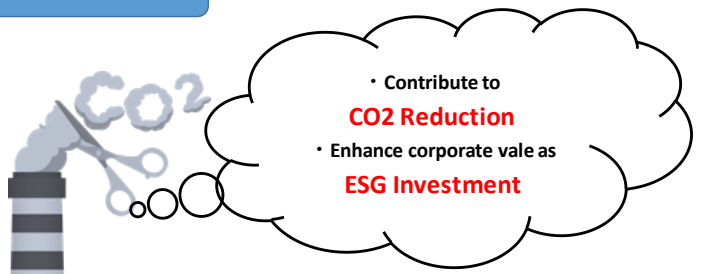 CO2
・ Contribute to
CO2 Reduction
・ Enhance corporate vale as
ESG Investment